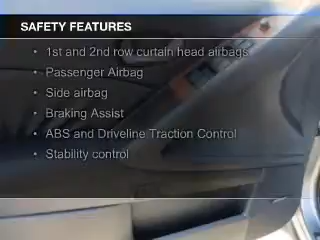 SAFETY FEATURES
• 1st and 2nd row curtain head airbags
• Passenger Airbag
• Side airbag
• Braking Assist
• ABS and Driveline Traction Control
• Stability control